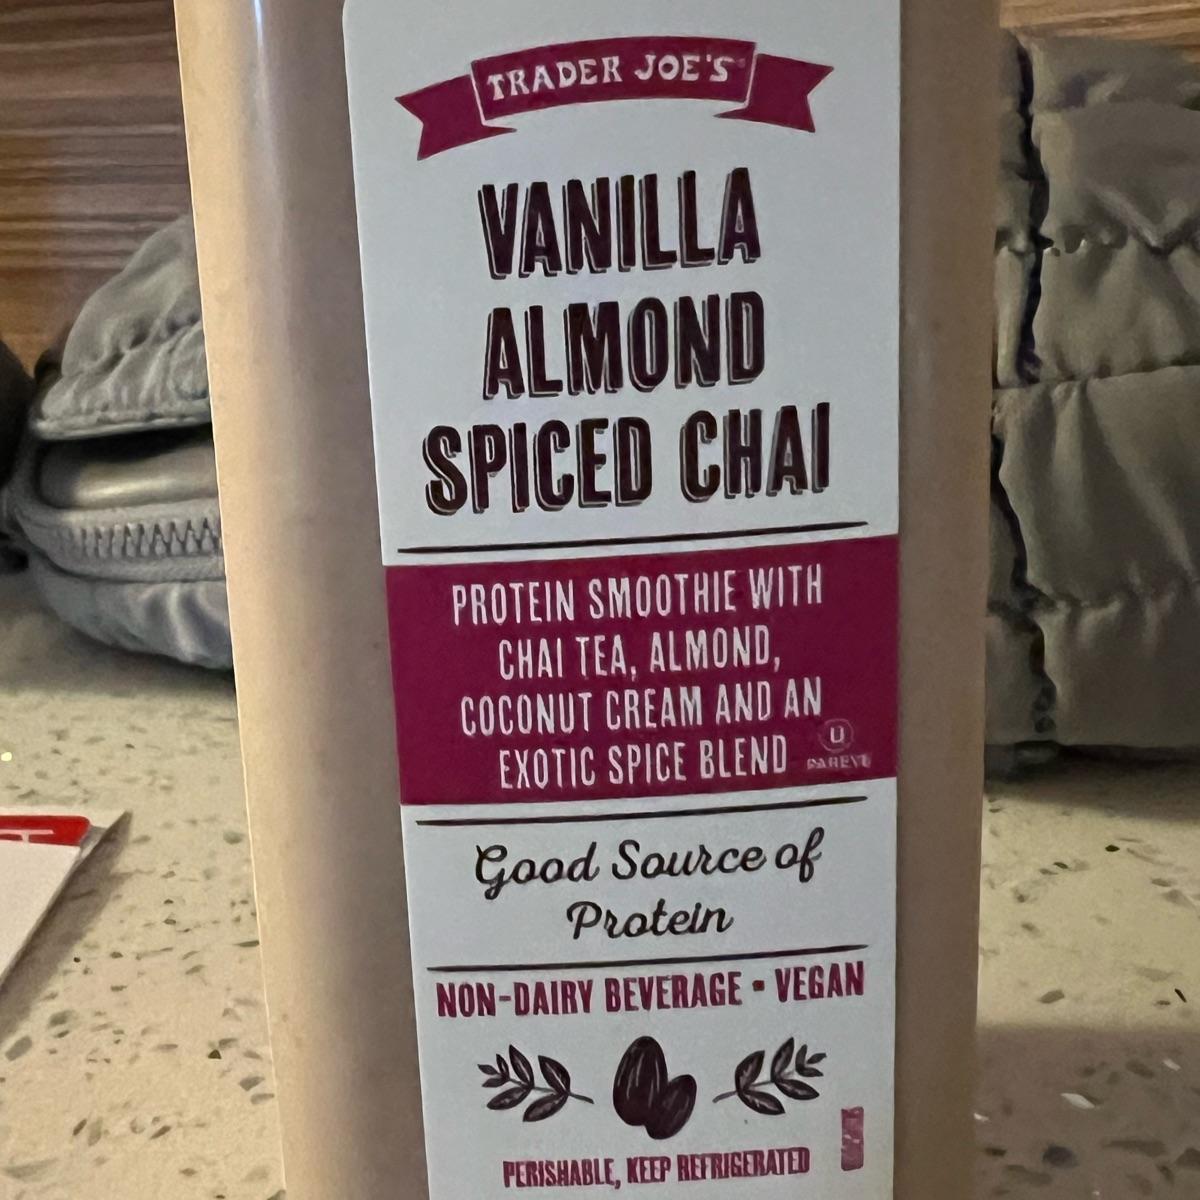 TRADER JOE'S
VANILLA
ALMOND
SPICED CHAI
PROTEIN SMOOTHIE WITH
CHAI TEA, ALMOND,
COCONUT CREAM AND AN
EXOTIC SPICE BLEND
U
PAREVE
Good Source of
Protein
NON-DAIRY BEVERAGE • VEGAN
PERISHABLE, KEEP REFRIGERATED